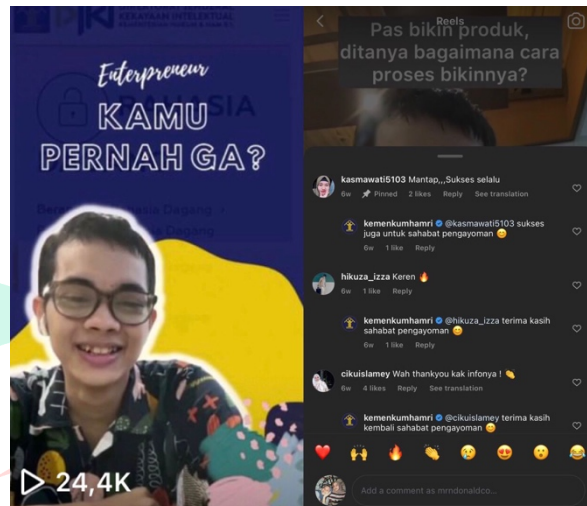 KEKAYAAN INTELEKTUAL
Enterpreneur
KAMU
PERNAH GA?
24,4K
Reels
Pas bikin produk,
ditanya bagaimana cara
proses bikinnya?
kasmawati5103 Mantap,,,Sukses selalu
6w Pinned 2 likes Reply See translation
kemenkumhamri @kasmawati5103 sukses
juga untuk sahabat pengayoman 😊
6w 1 like Reply
hikuza_izza Keren 🔥
6w 1 like Reply
kemenkumhamri @hikuza_izza terima kasih
sahabat pengayoman 😊
6w 1 like Reply
cikuislamey Wah thankyou kak infonya ! 👏
6w 4 likes Reply See translation
kemenkumhamri @cikuislamey terima kasih
kembali sahabat pengayoman 😊
❤️ 🙌 🔥 👏 😢 😍 😮 😂
Add a comment as mrndonaldco...